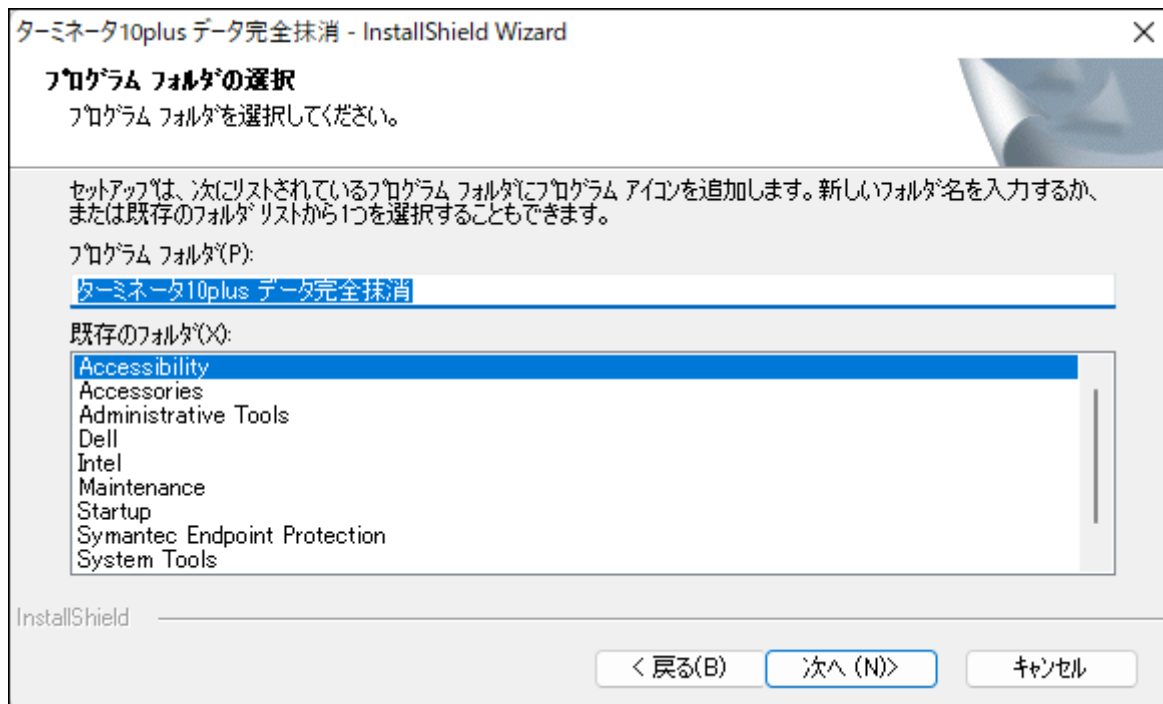 ターミネータ10plus データ完全抹消 - InstallShield Wizard
プログラム フォルダの選択
プログラム フォルダを選択してください。
セットアップは、次にリストされているプログラム フォルダにプログラム アイコンを追加します。新しいフォルダ名を入力するか、
または既存のフォルダ リストから1つを選択することもできます。
プログラム フォルダ(P):
ターミネータ10plus データ完全抹消
既存のフォルダ(X):
Accessibility
Accessories
Administrative Tools
Dell
Intel
Maintenance
Startup
Symantec Endpoint Protection
System Tools
InstallShield
< 戻る(B)
次へ (N)>
キャンセル